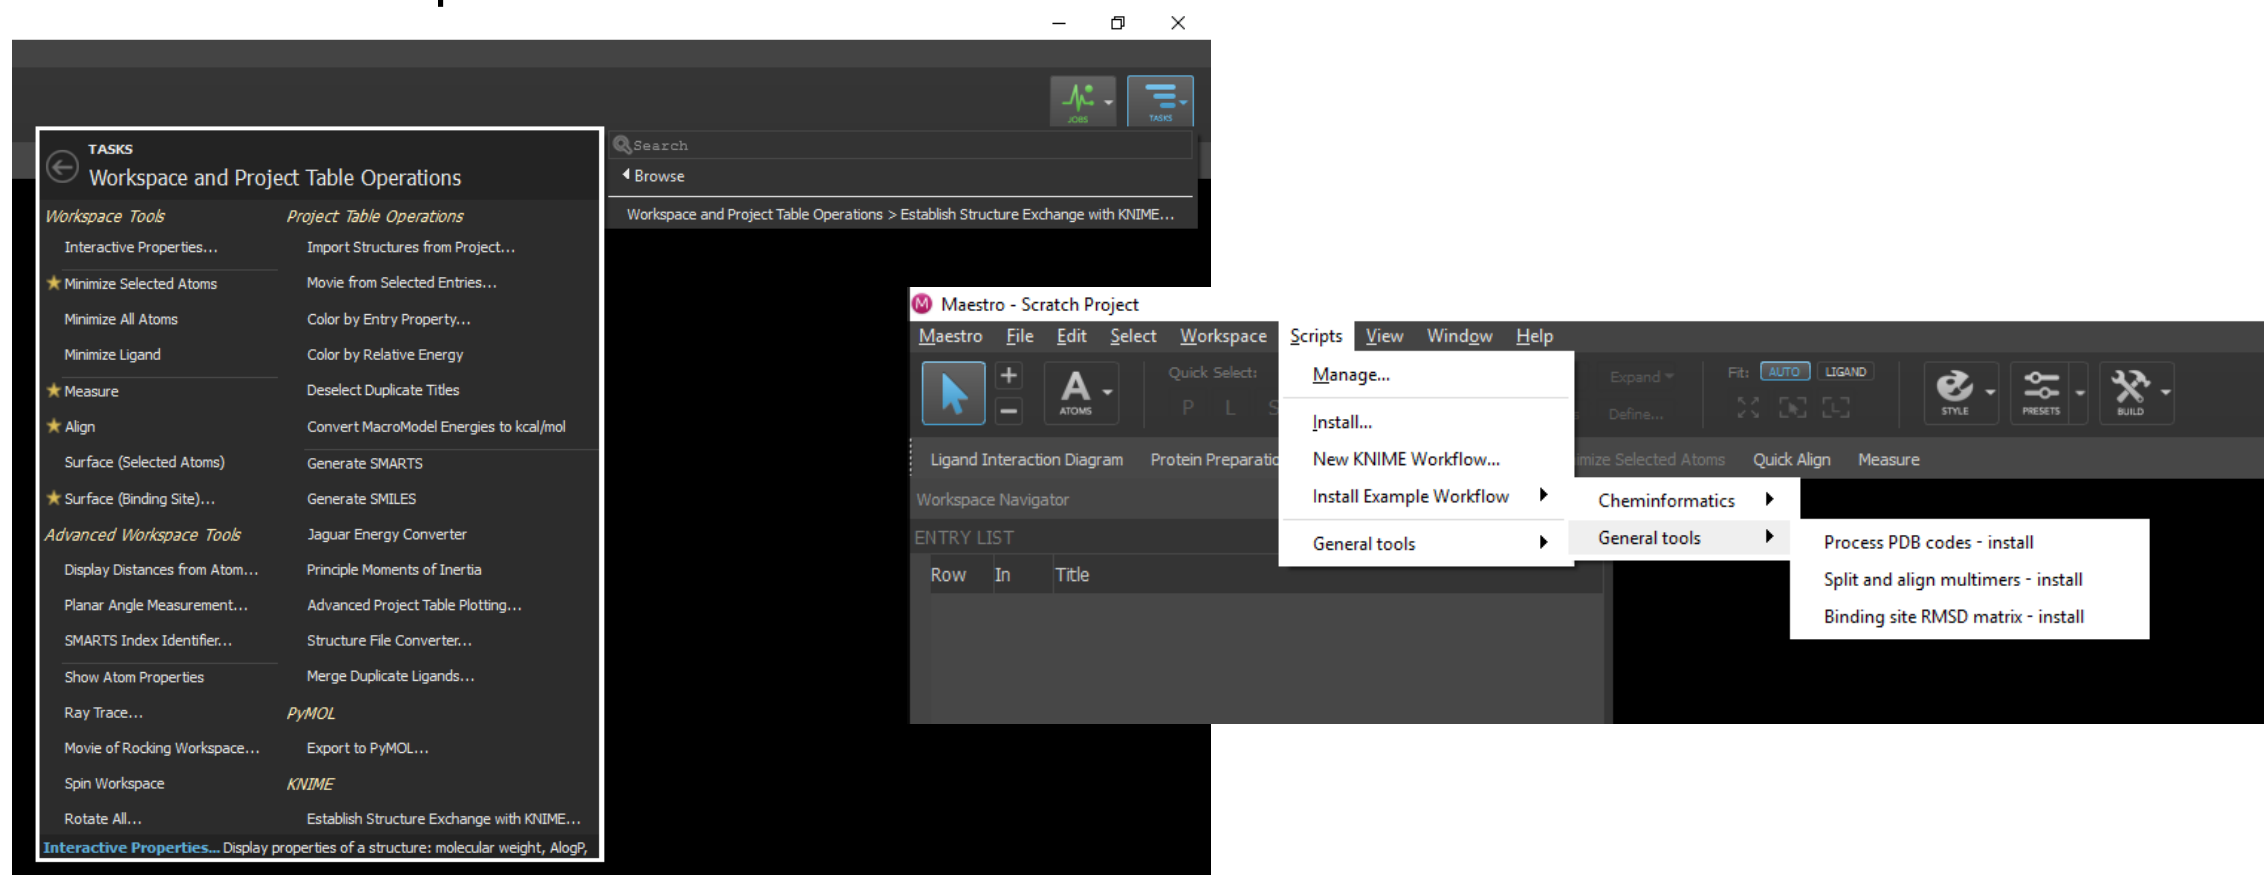 JOBS
TASKS
TASKS
Workspace and Project Table Operations
Search
Browse
Workspace and Project Table Operations > Establish Structure Exchange with KNIME...
Workspace Tools
Interactive Properties...
Minimize Selected Atoms
Minimize All Atoms
Minimize Ligand
Measure
Align
Surface (Selected Atoms)
Surface (Binding Site)...
Advanced Workspace Tools
Display Distances from Atom...
Planar Angle Measurement...
SMARTS Index Identifier...
Show Atom Properties
Ray Trace...
Movie of Rocking Workspace...
Spin Workspace
Rotate All...
Project Table Operations
Import Structures from Project...
Movie from Selected Entries...
Color by Entry Property...
Color by Relative Energy
Deselect Duplicate Titles
Convert MacroModel Energies to kcal/mol
Generate SMARTS
Generate SMILES
Jaguar Energy Converter
Principle Moments of Inertia
Advanced Project Table Plotting...
Structure File Converter...
Merge Duplicate Ligands...
PyMOL
Export to PyMOL...
KNIME
Establish Structure Exchange with KNIME...
Interactive Properties... Display properties of a structure: molecular weight, AlogP,
M Maestro - Scratch Project
Maestro File Edit Select Workspace Scripts View Window Help
A
ATOMS
Quick Select:
P L S
Expand
Define...
Fit: AUTO LIGAND
L
STYLE
PRESETS
BUILD
Ligand Interaction Diagram Protein Preparatio imize Selected Atoms Quick Align Measure
Workspace Navigator
ENTRY LIST
Row In Title
Manage...
Install...
New KNIME Workflow...
Install Example Workflow
General tools
Cheminformatics
General tools
Process PDB codes - install
Split and align multimers - install
Binding site RMSD matrix - install